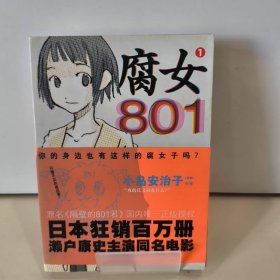 腐女
1
801
你的身边也有这样的腐女子吗？
小岛安治子
原名《隔壁的801君》国内唯一正版授权
日本狂销百万册
濑户康史主演同名电影